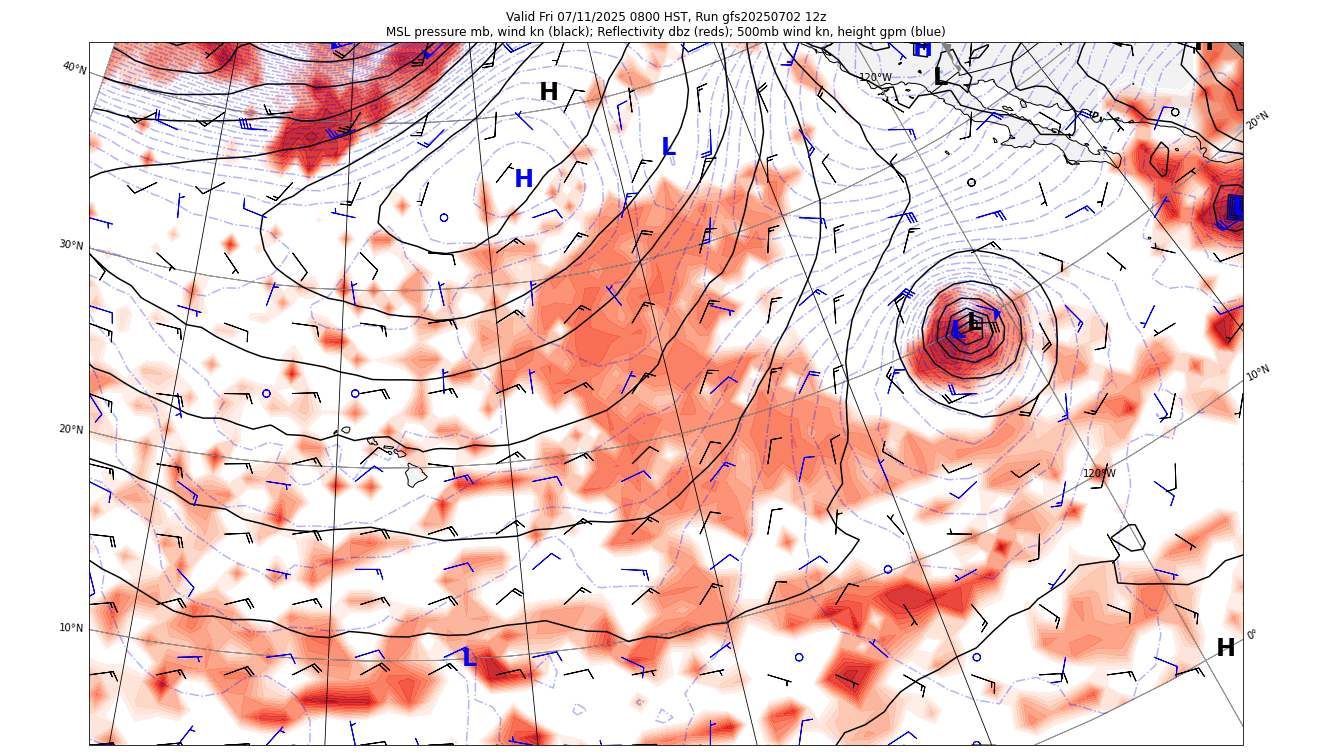 Valid Fri 07/11/2025 0800 HST, Run gfs20250702 12z
MSL pressure mb, wind kn (black); Reflectivity dbz (reds); 500mb wind kn, height gpm (blue)
H
H
120°W
L
40°N
H
20°N
L
H
L
30°N
L
L
10°N
20°N
120°W
10°N
0°
H
L